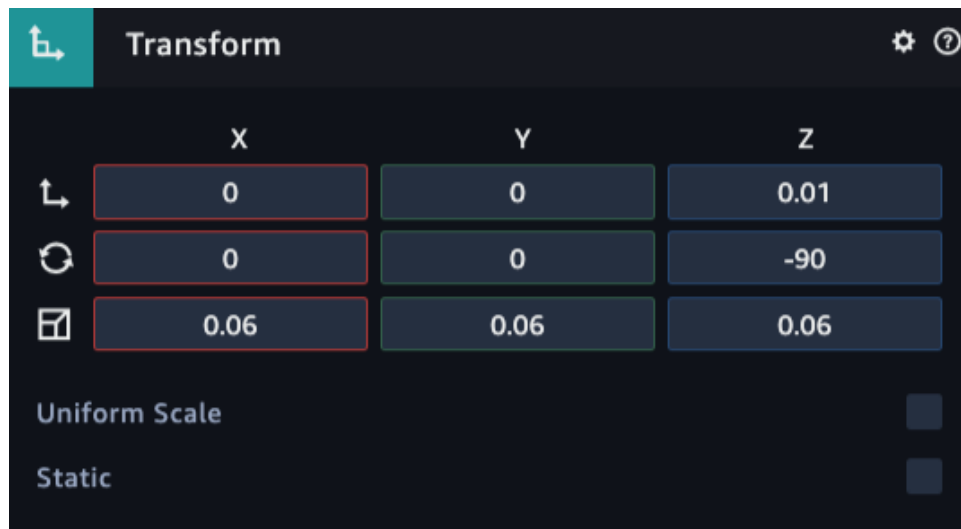 Transform
X Y Z
0 0 0.01
0 0 -90
0.06 0.06 0.06
Uniform Scale
Static